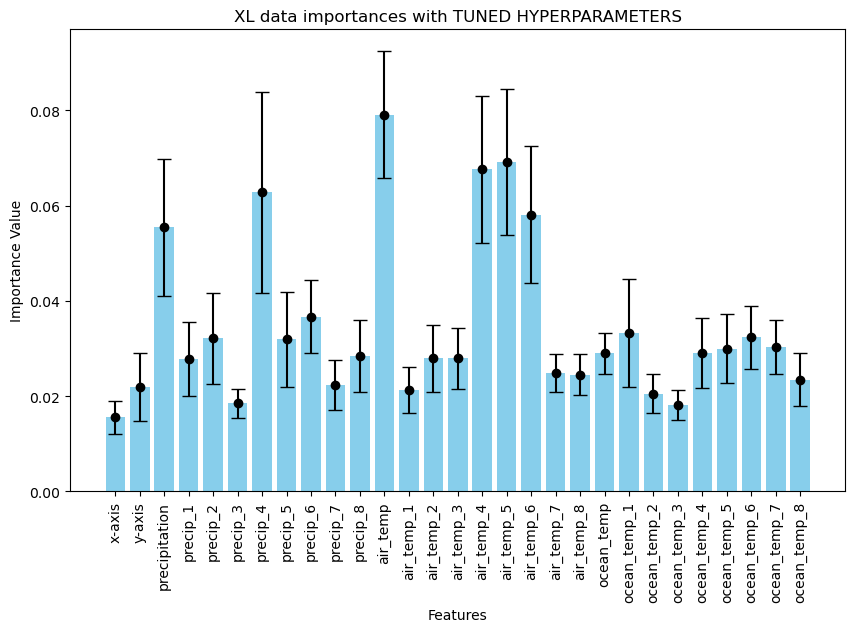 XL data importances with TUNED HYPERPARAMETERS
Importance Value
0.08
0.06
0.04
0.02
0.00
x-axis
y-axis
precipitation
precip_1
precip_2
precip_3
precip_4
precip_5
precip_6
precip_7
precip_8
air_temp
air_temp_1
air_temp_2
air_temp_3
air_temp_4
air_temp_5
air_temp_6
air_temp_7
air_temp_8
ocean_temp
ocean_temp_1
ocean_temp_2
ocean_temp_3
ocean_temp_4
ocean_temp_5
ocean_temp_6
ocean_temp_7
ocean_temp_8
Features